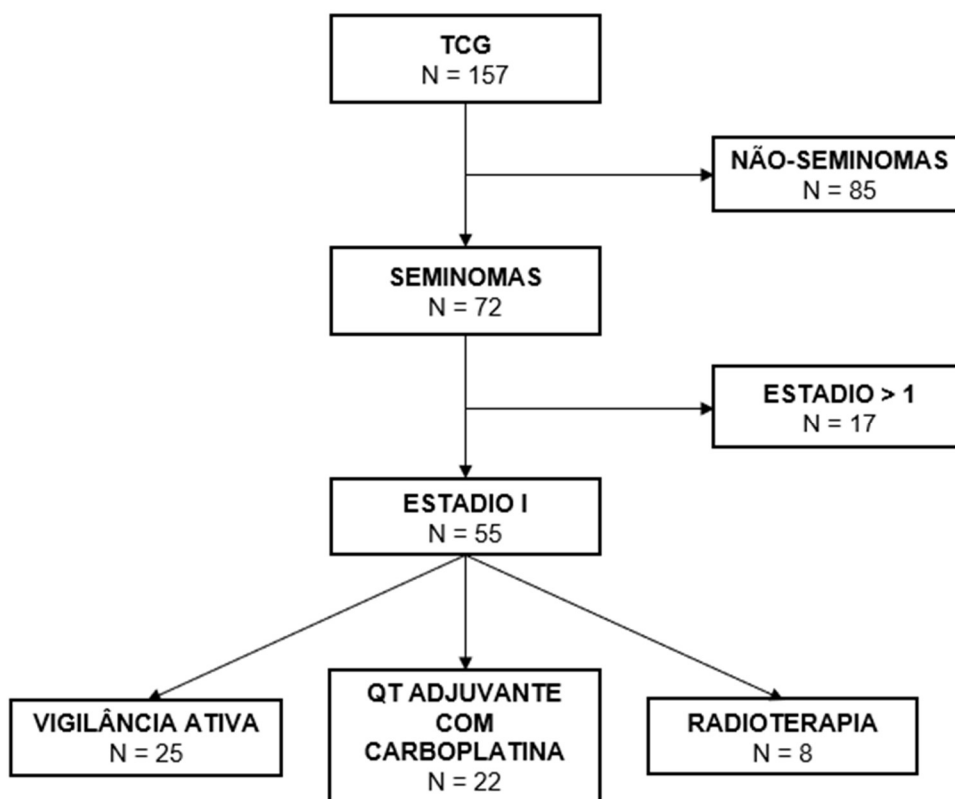 TCG
N = 157
NÃO-SEMINOMAS
N = 85
SEMINOMAS
N = 72
ESTADIO > 1
N = 17
ESTADIO I
N = 55
VIGILÂNCIA ATIVA
N = 25
QT ADJUVANTE
COM
CARBOPLATINA
N = 22
RADIOTERAPIA
N = 8